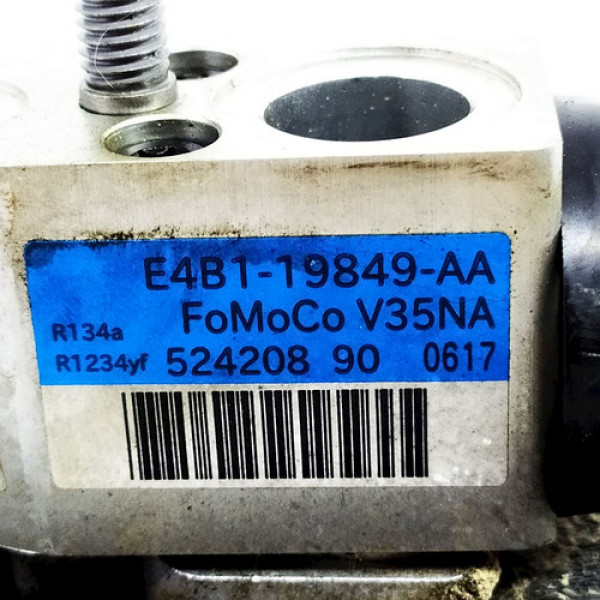 E4B1-19849-AA
FoMoCo V35NA
R134a
R1234yf 524208 90 0617